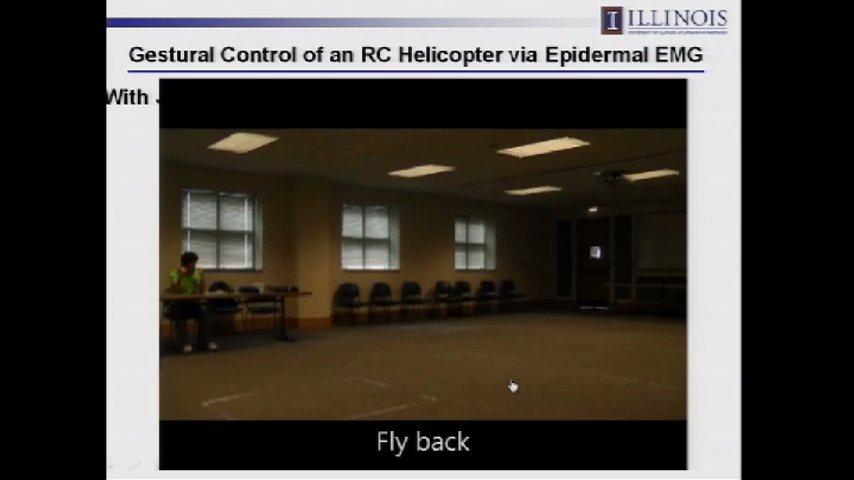 ILLINOIS
Gestural Control of an RC Helicopter via Epidermal EMG
With
Fly back